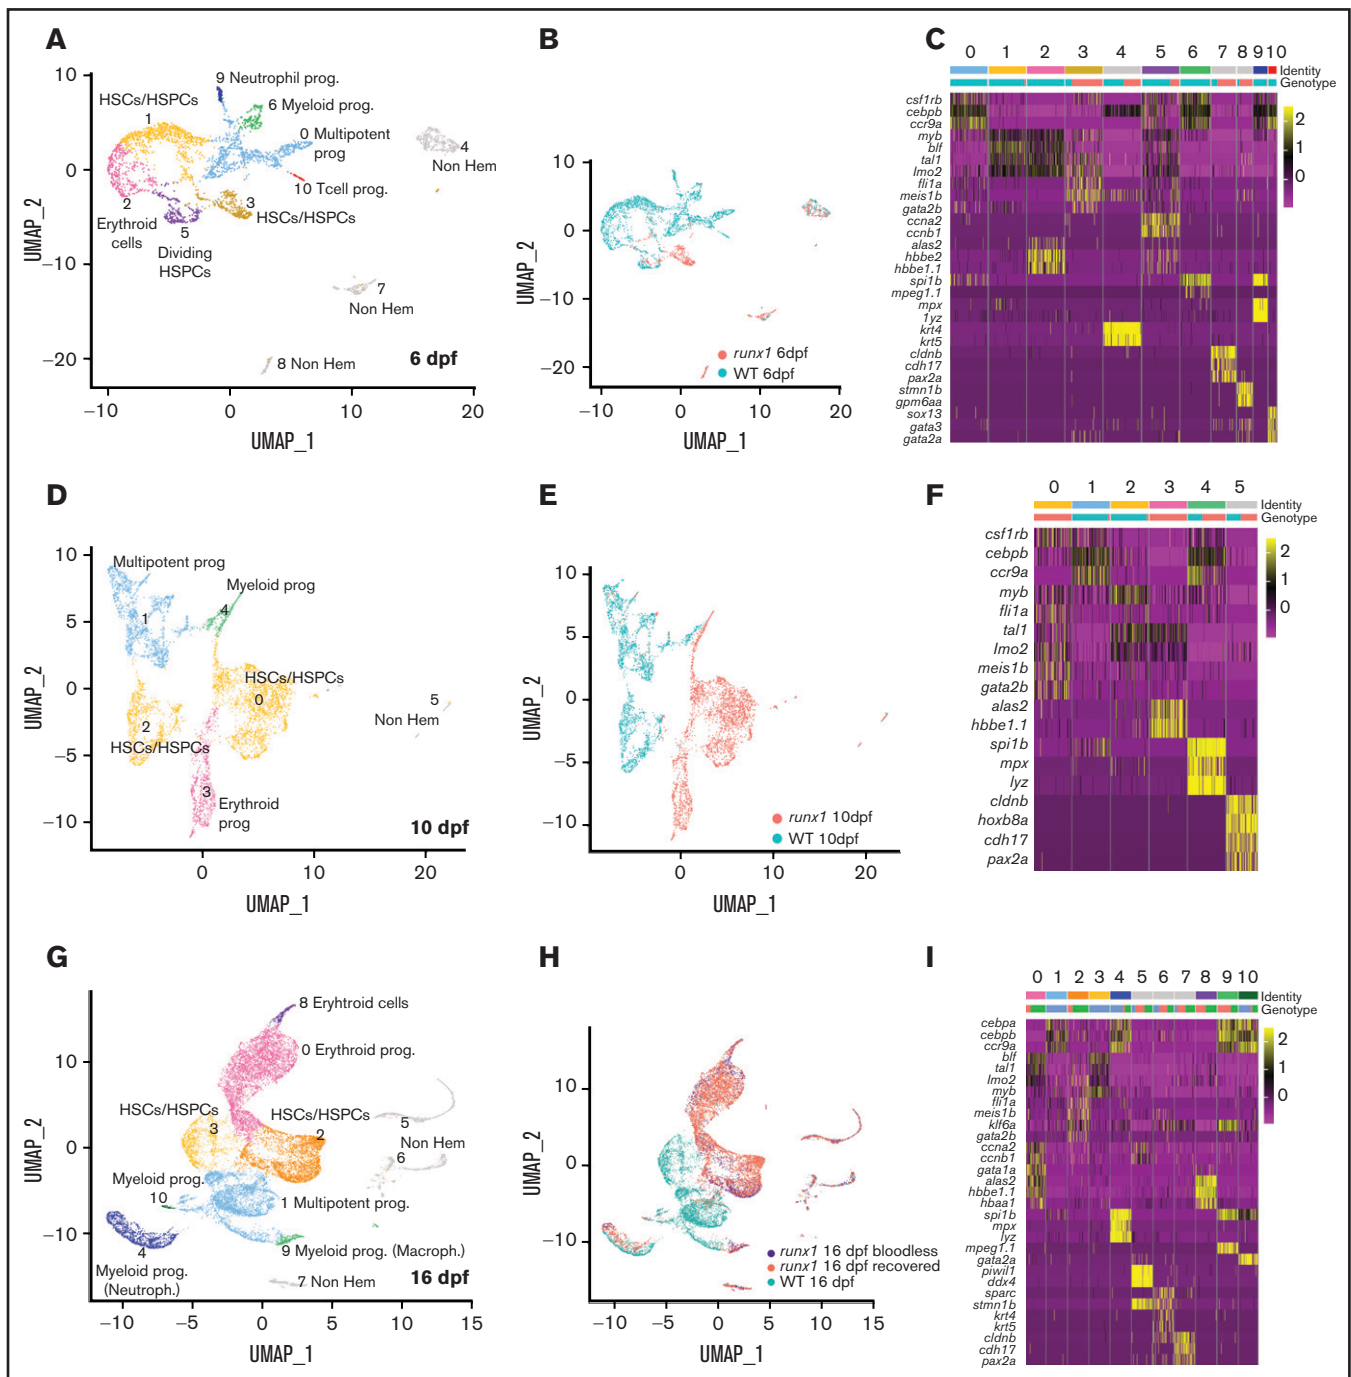 A
10
0
−10
−20
UMAP_2
−10
0
10
20
UMAP_1
9 Neutrophil prog.
HSCs/HSPCs
1
6 Myeloid prog.
0 Multipotent
prog
4
Non Hem
10 Tcell prog.
2
Erythroid
cells
3
HSCs/HSPCs
5
Dividing
HSPCs
7
Non Hem
8 Non Hem
6 dpf
B
10
0
−10
−20
UMAP_2
−10
0
10
20
UMAP_1
runx1 6dpf
WT 6dpf
C
0 1 2 3 4 5 6 7 8 9 10
Identity
Genotype
csf1rb
cebpb
ccr9a
myb
blf
tal1
lmo2
fli1a
meis1b
gata2b
ccna2
ccnb1
alas2
hbbe2
hbbe1.1
spi1b
mpeg1.1
mpx
lyz
krt4
krt5
cldnb
cdh17
pax2a
stmn1b
gpm6aa
sox13
gata3
gata2a
2
1
0
D
10
5
0
−5
−10
UMAP_2
0
10
20
UMAP_1
Multipotent prog
1
Myeloid prog
4
HSCs/HSPCs
0
2
HSCs/HSPCs
5
Non Hem
3
Erythroid
prog
10 dpf
E
10
5
0
−5
−10
UMAP_2
0
10
20
UMAP_1
runx1 10dpf
WT 10dpf
F
0 1 2 3 4 5
Identity
Genotype
csf1rb
cebpb
ccr9a
myb
fli1a
tal1
lmo2
meis1b
gata2b
alas2
hbbe1.1
spi1b
mpx
lyz
cldnb
hoxb8a
cdh17
pax2a
2
1
0
G
10
0
−10
UMAP_2
−10
−5
0
5
10
15
UMAP_1
8 Eryhtroid cells
0 Erythroid prog.
HSCs/HSPCs
3
HSCs/HSPCs
2
5
Non Hem
6
Myeloid prog.
10
1 Multipotent prog.
4
Myeloid prog.
(Neutroph.)
9 Myeloid prog. (Macroph.)
7 Non Hem
16 dpf
H
10
0
−10
UMAP_2
−10
−5
0
5
10
15
UMAP_1
runx1 16 dpf bloodless
runx1 16 dpf recovered
WT 16 dpf
I
0 1 2 3 4 5 6 7 8 9 10
Identity
Genotype
cebpa
cebpb
ccr9a
blf
tal1
lmo2
myb
fli1a
meis1b
klf6a
gata2b
ccna2
ccnb1
gata1a
alas2
hbbe1.1
hbaa1
spi1b
mpx
lyz
mpeg1.1
gata2a
piwil1
ddx4
sparc
stmn1b
krt4
krt5
cldnb
cdh17
pax2a
2
1
0